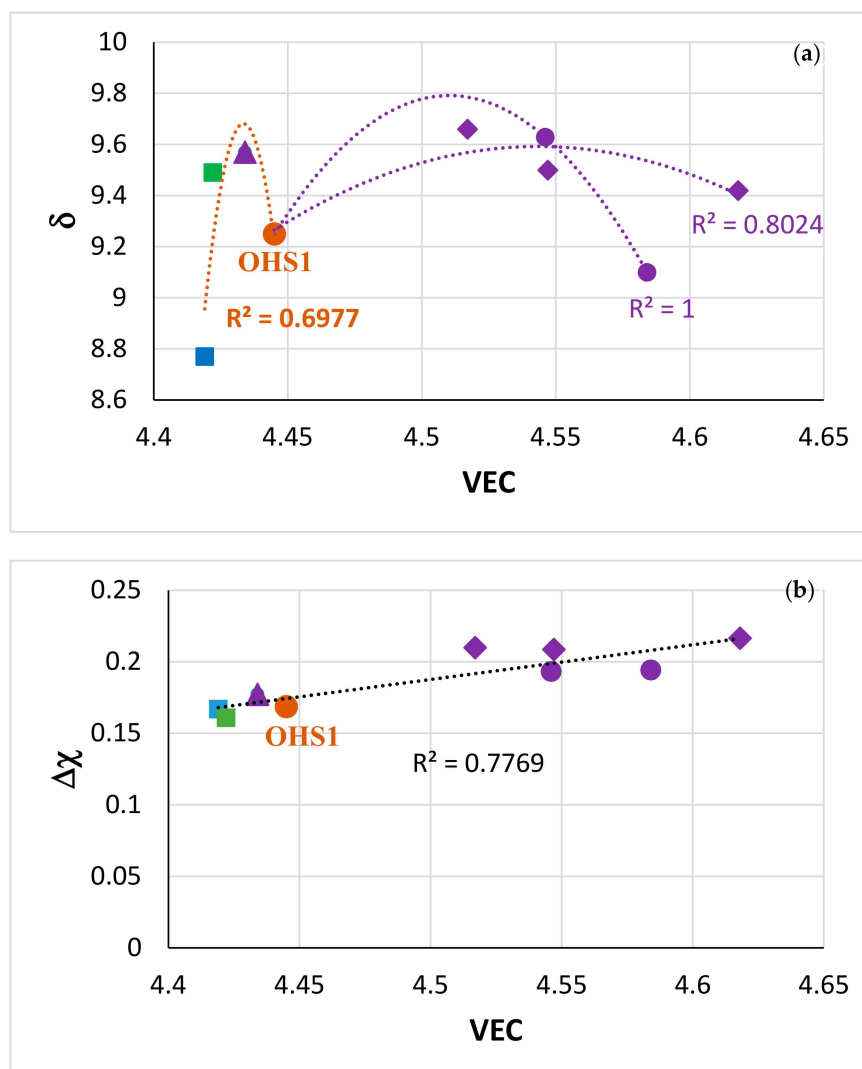 (a)
10
9.8
9.6
9.4
9.2
9
8.8
8.6
δ
OHS1
R² = 0.6977
R² = 0.8024
R² = 1
4.4 4.45 4.5 4.55 4.6 4.65
VEC
(b)
0.25
0.2
0.15
0.1
0.05
0
Δχ
OHS1
R² = 0.7769
4.4 4.45 4.5 4.55 4.6 4.65
VEC